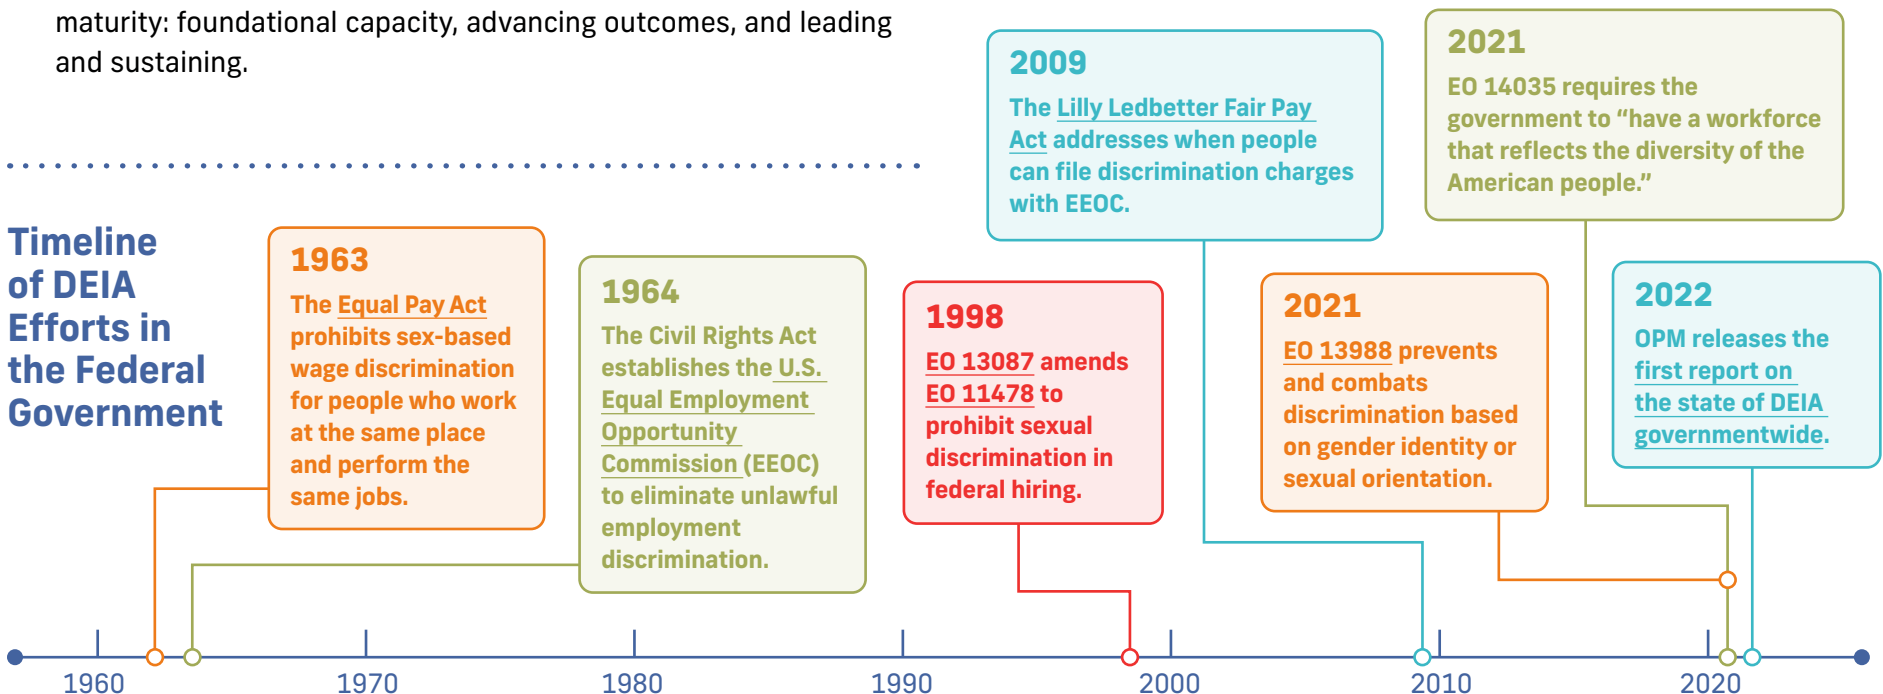 maturity: foundational capacity, advancing outcomes, and leading
and sustaining.
Timeline
of DEIA
Efforts in
the Federal
Government
1963
The Equal Pay Act
prohibits sex-based
wage discrimination
for people who work
at the same place
and perform the
same jobs.
1964
The Civil Rights Act
establishes the U.S.
Equal Employment
Opportunity
Commission (EEOC)
to eliminate unlawful
employment
discrimination.
1998
EO 13087 amends
EO 11478 to
prohibit sexual
discrimination in
federal hiring.
2009
The Lilly Ledbetter Fair Pay
Act addresses when people
can file discrimination charges
with EEOC.
2021
EO 13988 prevents
and combats
discrimination based
on gender identity or
sexual orientation.
2021
EO 14035 requires the
government to “have a workforce
that reflects the diversity of the
American people.”
2022
OPM releases the
first report on
the state of DEIA
governmentwide.
1960
1970
1980
1990
2000
2010
2020